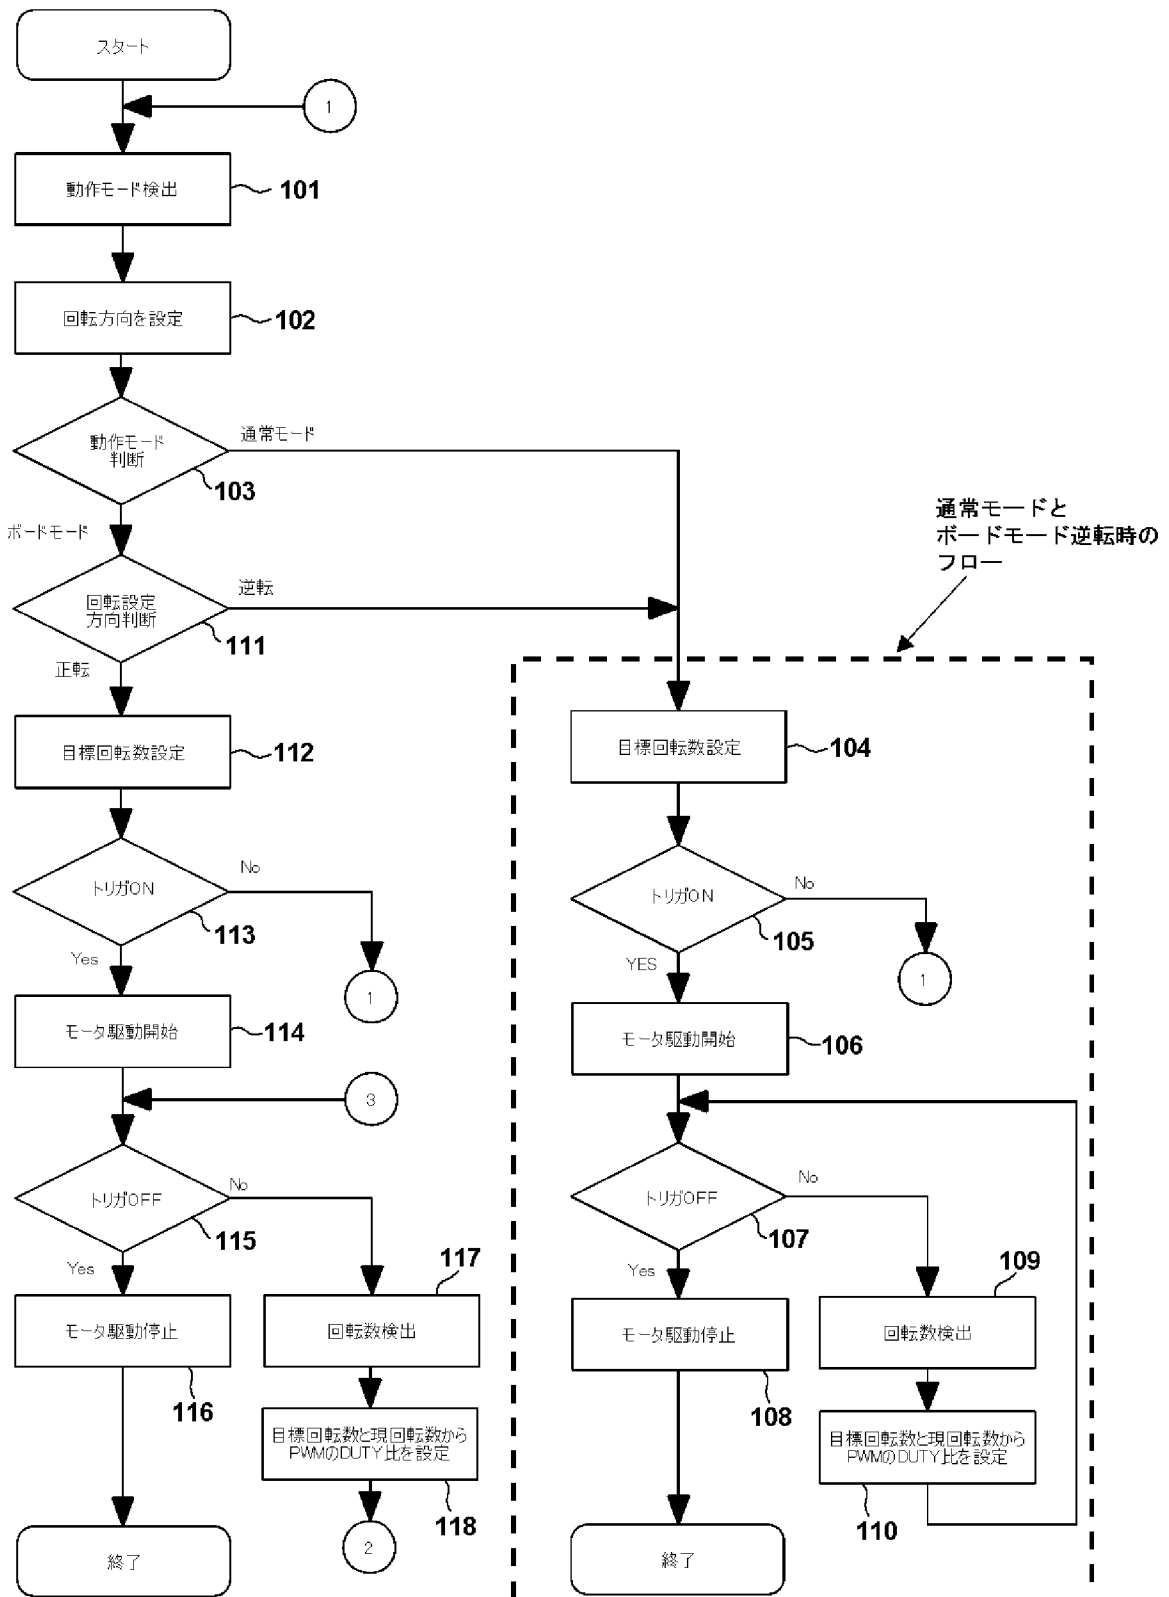 スタート
1
動作モード検出
101
回転方向を設定
102
動作モード
判断
103
通常モード
ボードモード
回転設定
方向判断
111
逆転
正転
通常モードと
ボードモード逆転時の
フロー
目標回転数設定
112
トリガON
113
No
1
Yes
モータ駆動開始
114
3
トリガOFF
115
No
Yes
モータ駆動停止
116
117
回転数検出
目標回転数と現回転数から
PWMのDUTY比を設定
118
2
終了
目標回転数設定
104
トリガON
105
No
1
YES
モータ駆動開始
106
トリガOFF
107
No
Yes
モータ駆動停止
108
109
回転数検出
目標回転数と現回転数から
PWMのDUTY比を設定
110
終了